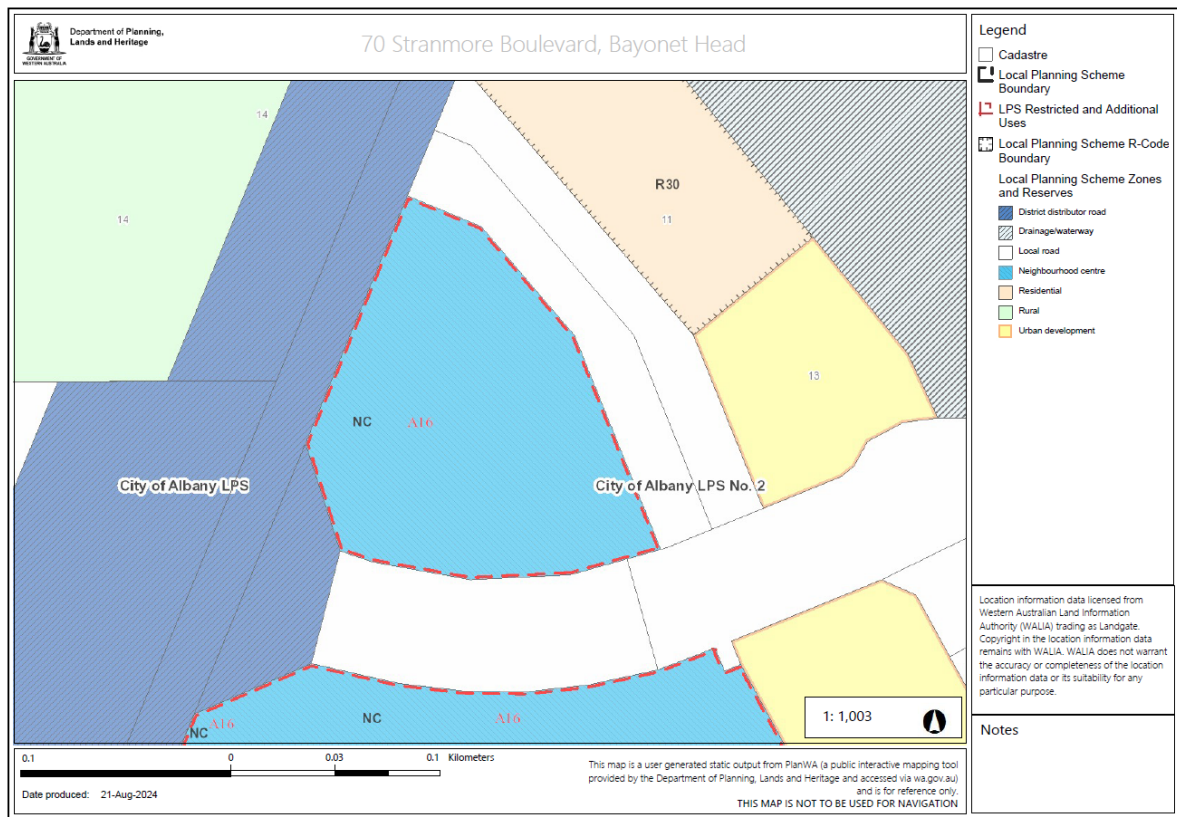 Department of Planning,
Lands and Heritage
GOVERNMENT OF
WESTERN AUSTRALIA
70 Stranmore Boulevard, Bayonet Head
14
14
R30
11
13
NC
A16
City of Albany LPS
City of Albany LPS No. 2
NC
A16
NC
A16
1: 1,003
Legend
Cadastre
Local Planning Scheme
Boundary
LPS Restricted and Additional
Uses
Local Planning Scheme R-Code
Boundary
Local Planning Scheme Zones
and Reserves
District distributor road
Drainage/waterway
Local road
Neighbourhood centre
Residential
Rural
Urban development
Location information data licensed from
Western Australian Land Information
Authority (WALIA) trading as Landgate.
Copyright in the location information data
remains with WALIA. WALIA does not warrant
the accuracy or completeness of the location
information data or its suitability for any
particular purpose.
Notes
0.1 0 0.03 0.1 Kilometers
Date produced: 21-Aug-2024
This map is a user generated static output from PlanWA (a public interactive mapping tool
provided by the Department of Planning, Lands and Heritage and accessed via wa.gov.au)
and is for reference only.
THIS MAP IS NOT TO BE USED FOR NAVIGATION